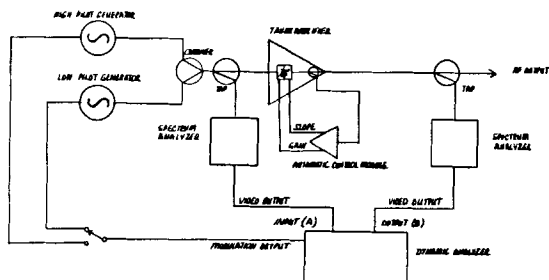 HIGH PILOT GENERATOR
LOW PILOT GENERATOR
COMBINER
TAP
TRUNK AMPLIFIER
SLOPE
GAIN
AUTOMATIC CONTROL MODULE
RF OUTPUT
TAP
SPECTRUM
ANALYZER
SPECTRUM
ANALYZER
VIDEO OUTPUT
VIDEO OUTPUT
INPUT (A)
OUTPUT (B)
MODULATION OUTPUT
DYNAMIC ANALYZER